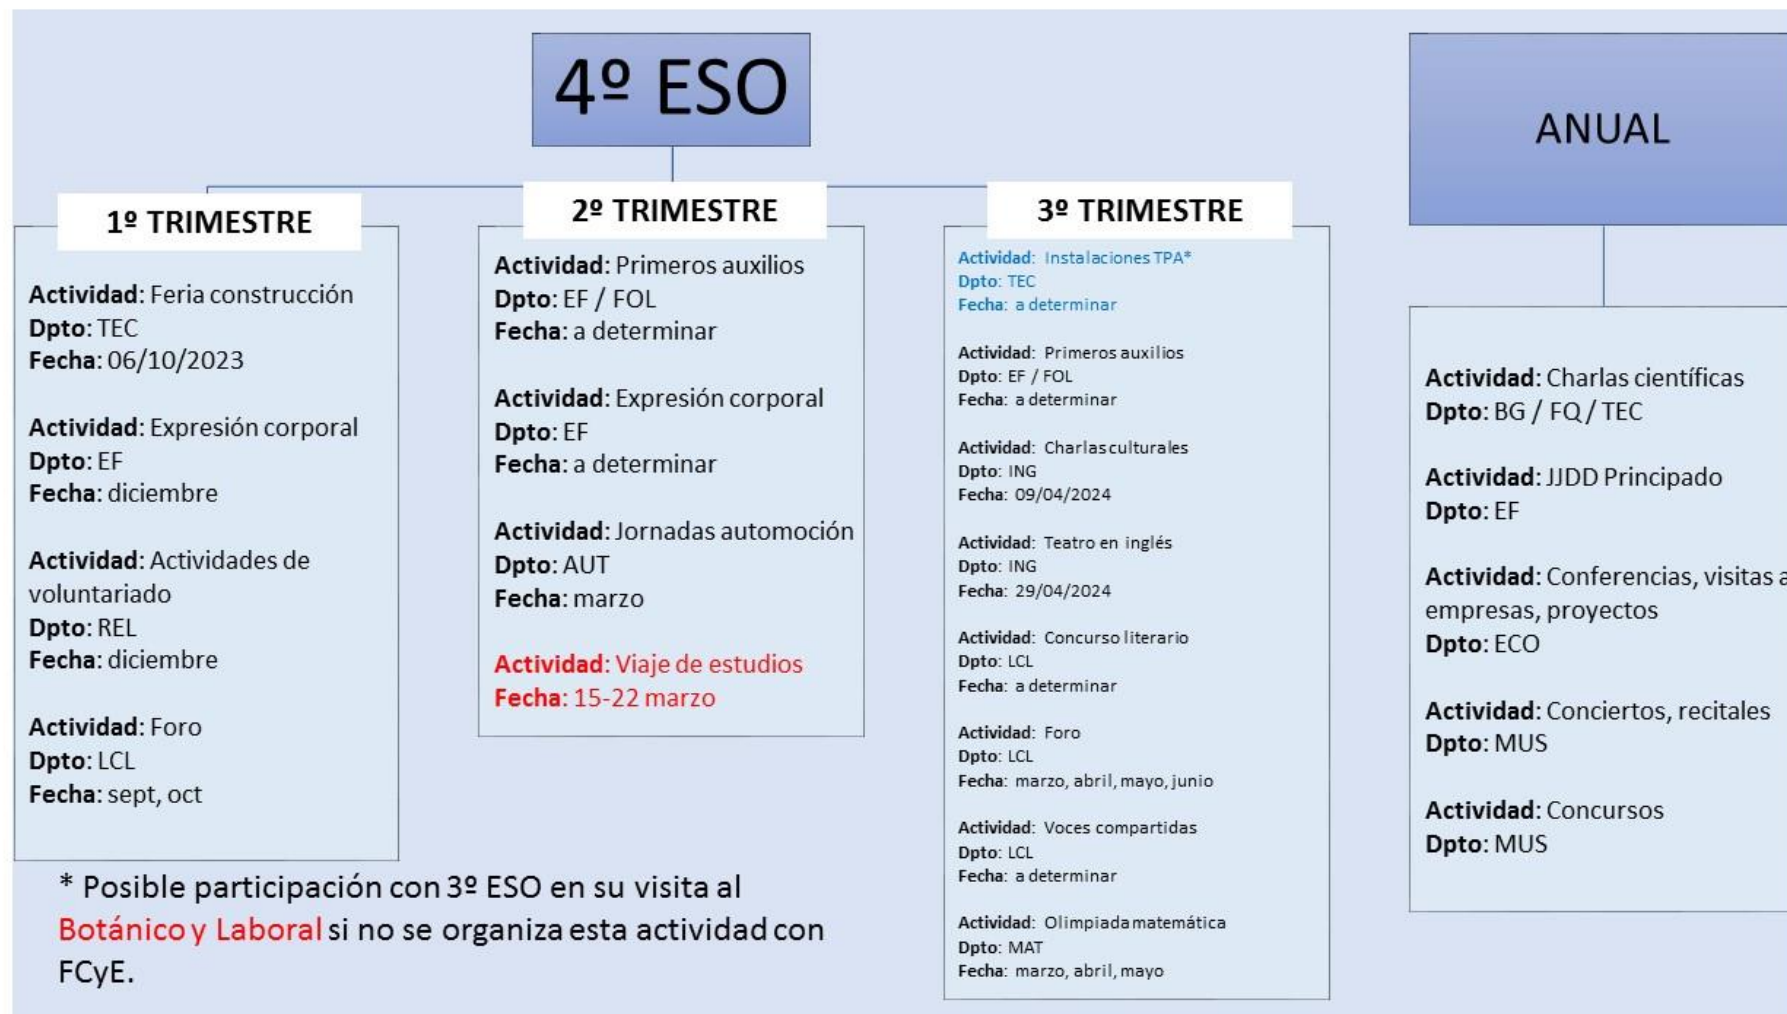 4º ESO
1º TRIMESTRE
Actividad: Feria construcción
Dpto: TEC
Fecha: 06/10/2023
Actividad: Expresión corporal
Dpto: EF
Fecha: diciembre
Actividad: Actividades de
voluntariado
Dpto: REL
Fecha: diciembre
Actividad: Foro
Dpto: LCL
Fecha: sept, oct
2º TRIMESTRE
Actividad: Primeros auxilios
Dpto: EF / FOL
Fecha: a determinar
Actividad: Expresión corporal
Dpto: EF
Fecha: a determinar
Actividad: Jornadas automoción
Dpto: AUT
Fecha: marzo
Actividad: Viaje de estudios
Fecha: 15-22 marzo
3º TRIMESTRE
Actividad: Instalaciones TPA*
Dpto: TEC
Fecha: a determinar
Actividad: Primeros auxilios
Dpto: EF / FOL
Fecha: a determinar
Actividad: Charlas culturales
Dpto: ING
Fecha: 09/04/2024
Actividad: Teatro en inglés
Dpto: ING
Fecha: 29/04/2024
Actividad: Concurso literario
Dpto: LCL
Fecha: a determinar
Actividad: Foro
Dpto: LCL
Fecha: marzo, abril, mayo, junio
Actividad: Voces compartidas
Dpto: LCL
Fecha: a determinar
Actividad: Olimpiada matemática
Dpto: MAT
Fecha: marzo, abril, mayo
ANUAL
Actividad: Charlas científicas
Dpto: BG / FQ / TEC
Actividad: JJDD Principado
Dpto: EF
Actividad: Conferencias, visitas a
empresas, proyectos
Dpto: ECO
Actividad: Conciertos, recitales
Dpto: MUS
Actividad: Concursos
Dpto: MUS
* Posible participación con 3º ESO en su visita al
Botánico y Laboral si no se organiza esta actividad con
FCyE.